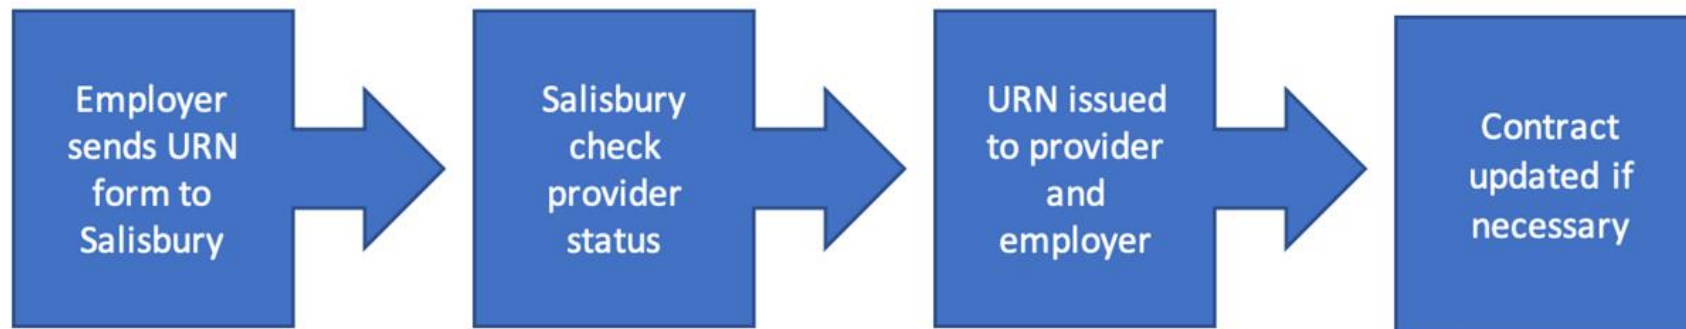 Employer
sends URN
form to
Salisbury
Salisbury
check
provider
status
URN issued
to provider
and
employer
Contract
updated if
necessary